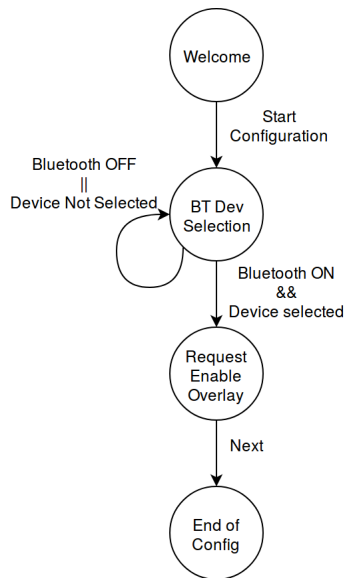 Welcome
Start
Configuration
Bluetooth OFF
||
Device Not Selected
BT Dev
Selection
Bluetooth ON
&&
Device selected
Request
Enable
Overlay
Next
End of
Config